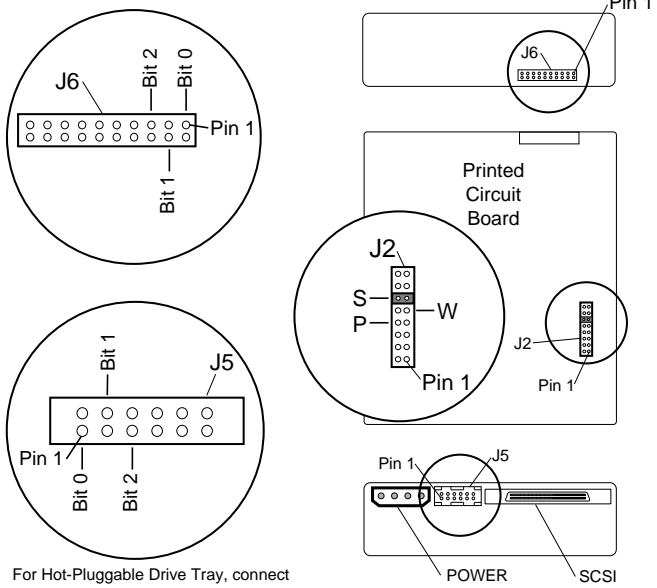 J6
Bit 2
Bit 0
Pin 1
Bit 1
Bit 1
J5
Pin 1
Bit 0
Bit 2
For Hot-Pluggable Drive Tray, connect
Pin 1
J6
Printed
Circuit
Board
J2
S
W
P
Pin 1
J2
Pin 1
Pin 1
J5
POWER
SCSI